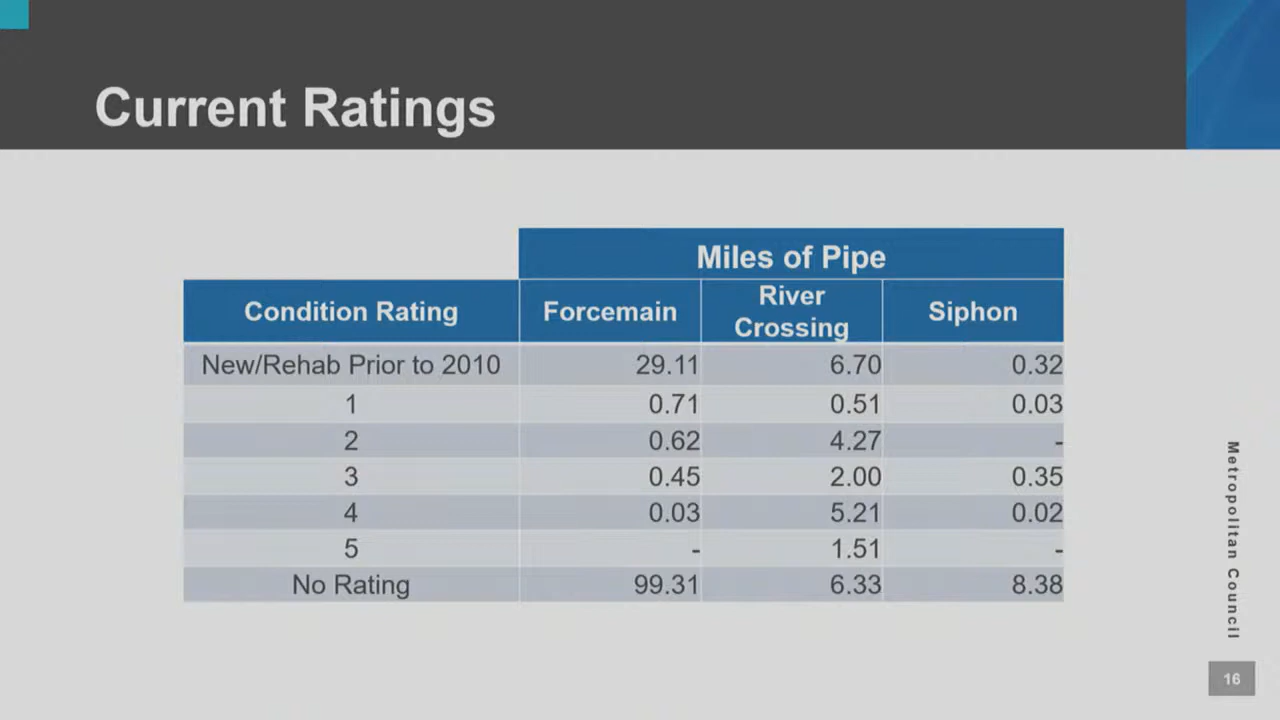 Current Ratings
Miles of Pipe
Condition Rating Forcemain River Crossing Siphon
New/Rehab Prior to 2010 29.11 6.70 0.32
1 0.71 0.51 0.03
2 0.62 4.27 -
3 0.45 2.00 0.35
4 0.03 5.21 0.02
5 - 1.51 -
No Rating 99.31 6.33 8.38
Metropolitan Council
16